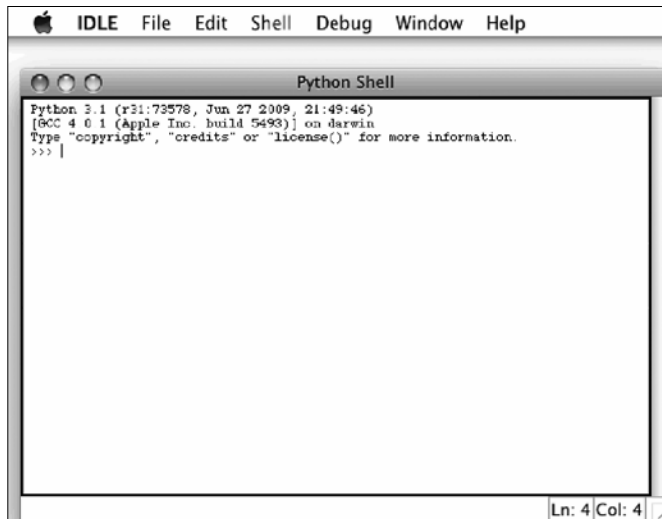 IDLE File Edit Shell Debug Window Help
Python Shell
Python 3.1 (r31:73578, Jun 27 2009, 21:49:46)
[GCC 4.0.1 (Apple Inc. build 5493)] on darwin
Type "copyright", "credits" or "license()" for more information.
>>>
Ln: 4 Col: 4